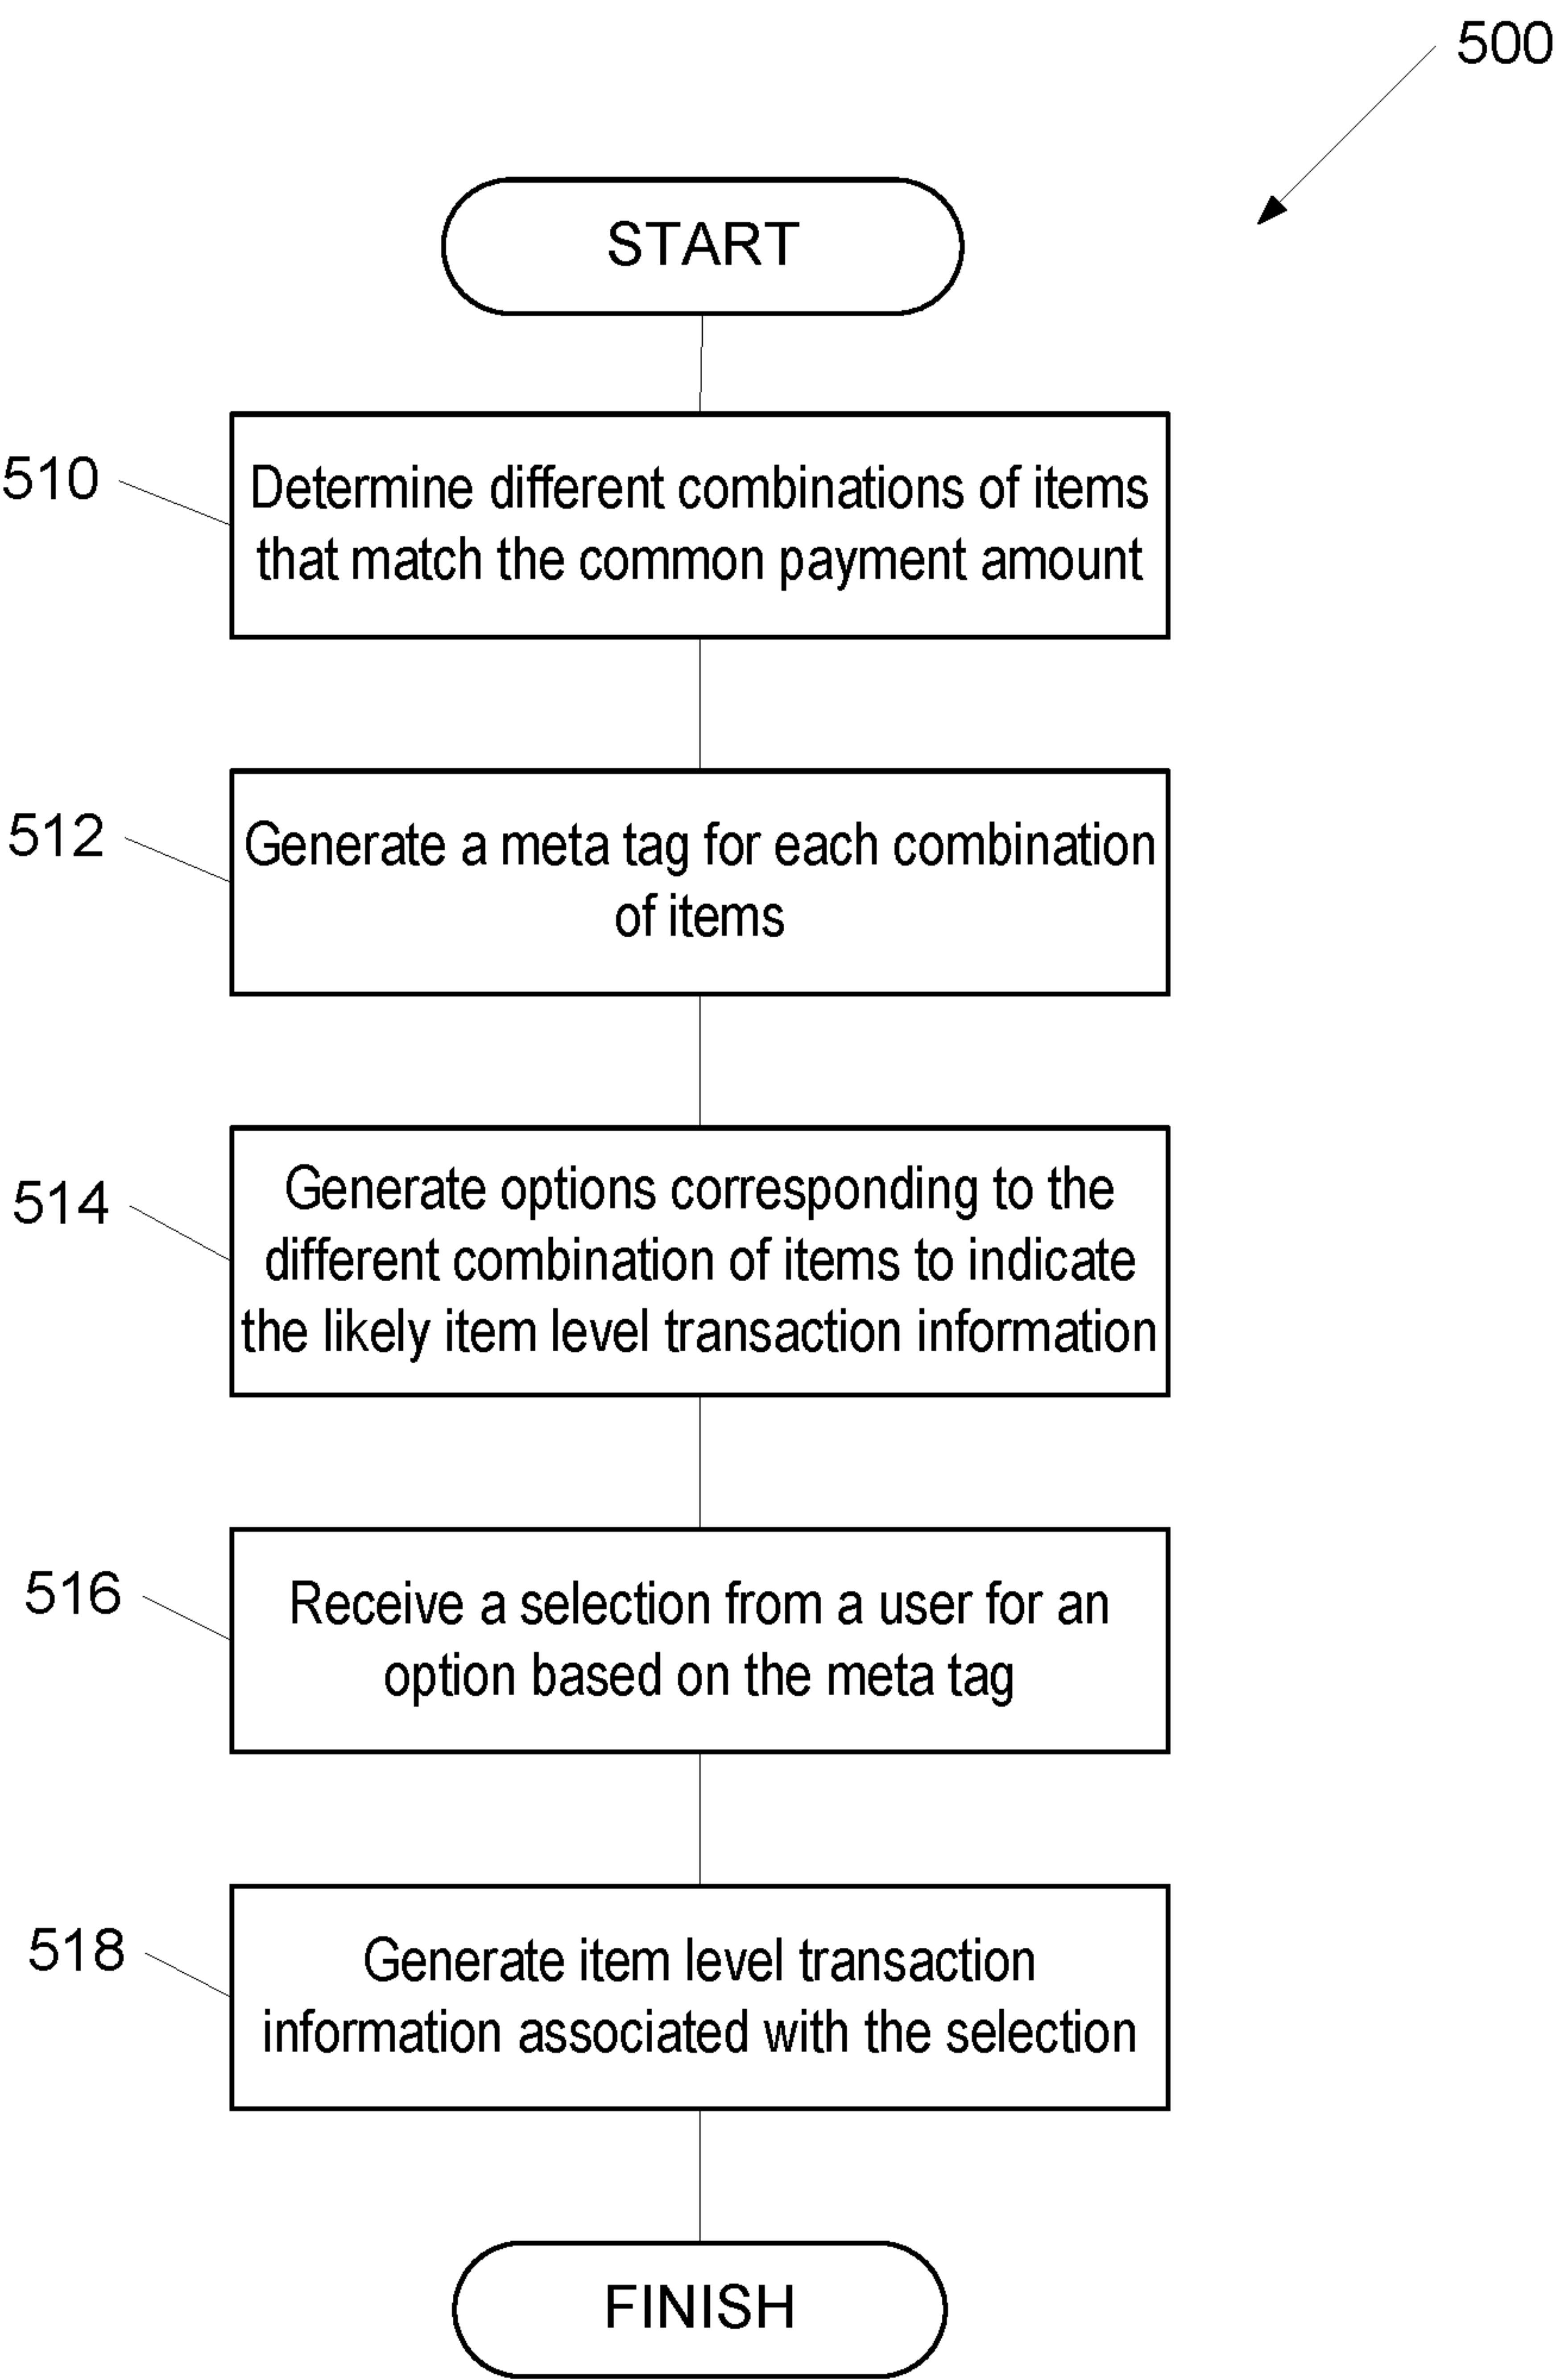 500
START
510
Determine different combinations of items
that match the common payment amount
512
Generate a meta tag for each combination
of items
514
Generate options corresponding to the
different combination of items to indicate
the likely item level transaction information
516
Receive a selection from a user for an
option based on the meta tag
518
Generate item level transaction
information associated with the selection
FINISH